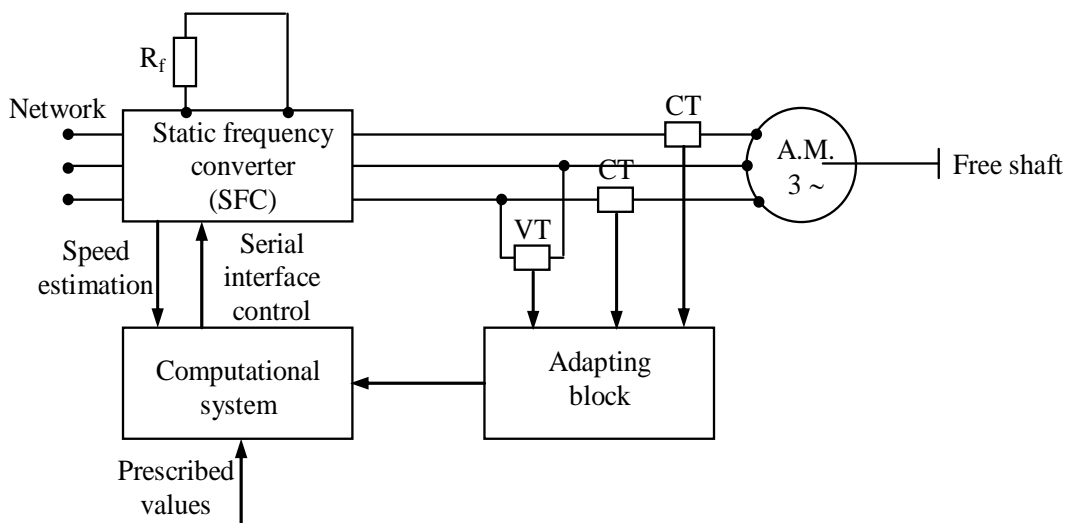 R_f
Network
CT
Static frequency
converter
(SFC)
A.M.
3 ~
Free shaft
CT
VT
Speed
estimation
Serial
interface
control
Computational
system
Adapting
block
Prescribed
values